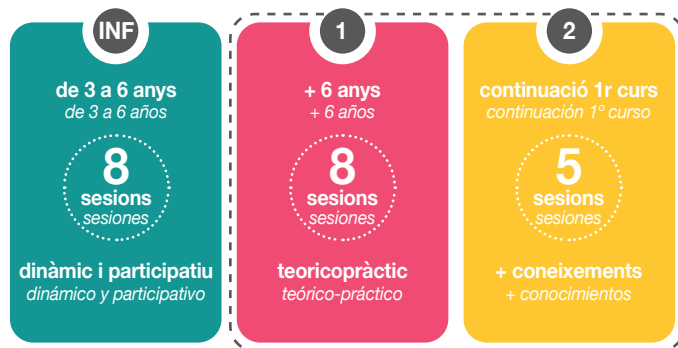 INF
de 3 a 6 anys
de 3 a 6 años
8
sesions
sesiones
dinàmic i participatiu
dinámico y participativo
1
+ 6 anys
+ 6 años
8
sesions
sesiones
teoricopràctic
teórico-práctico
2
continuació 1r curs
continuación 1º curso
5
sesions
sesiones
+ coneixements
+ conocimientos